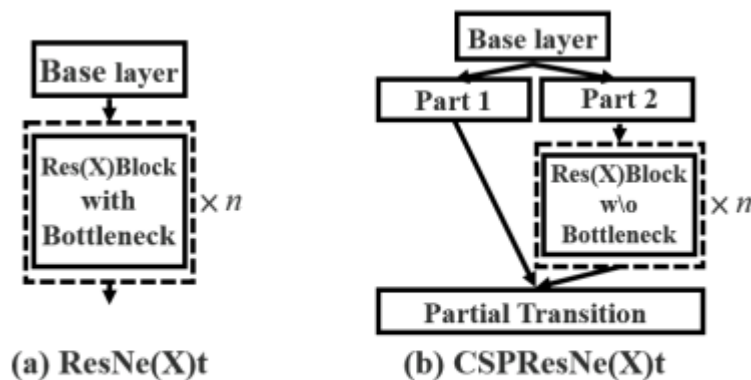 Base layer
Res(X)Block
with
Bottleneck
× n
(a) ResNe(X)t
Base layer
Part 1
Part 2
Res(X)Block
w\o
Bottleneck
× n
Partial Transition
(b) CSPResNe(X)t